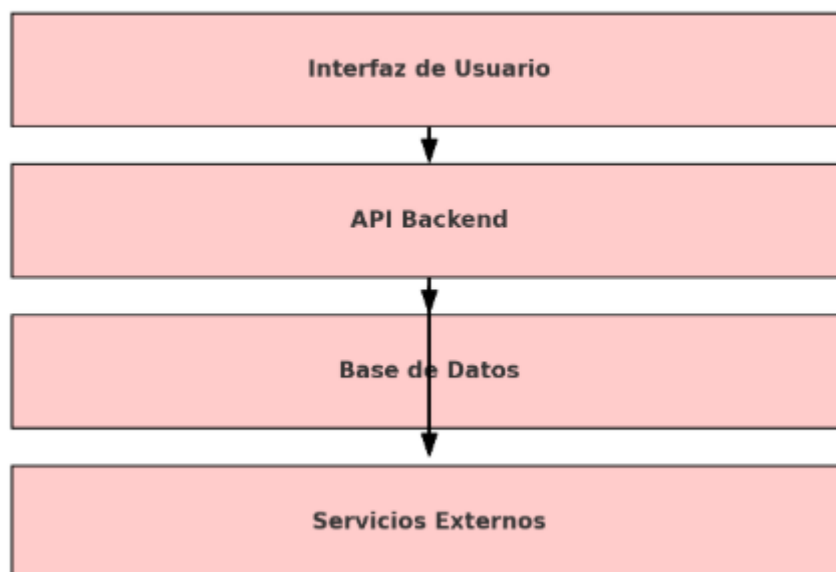 Interfaz de Usuario
API Backend
Base de Datos
Servicios Externos